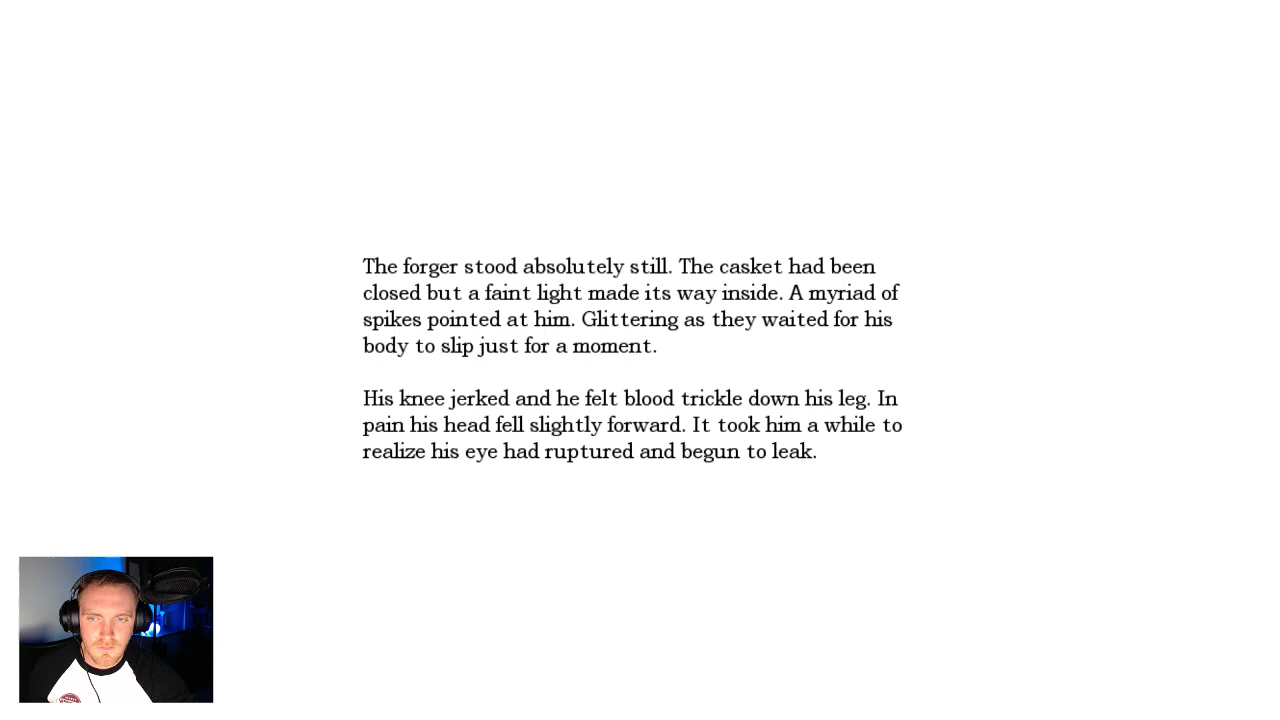 The forger stood absolutely still. The casket had been
closed but a faint light made its way inside. A myriad of
spikes pointed at him. Glittering as they waited for his
body to slip just for a moment.
His knee jerked and he felt blood trickle down his leg. In
pain his head fell slightly forward. It took him a while to
realize his eye had ruptured and begun to leak.